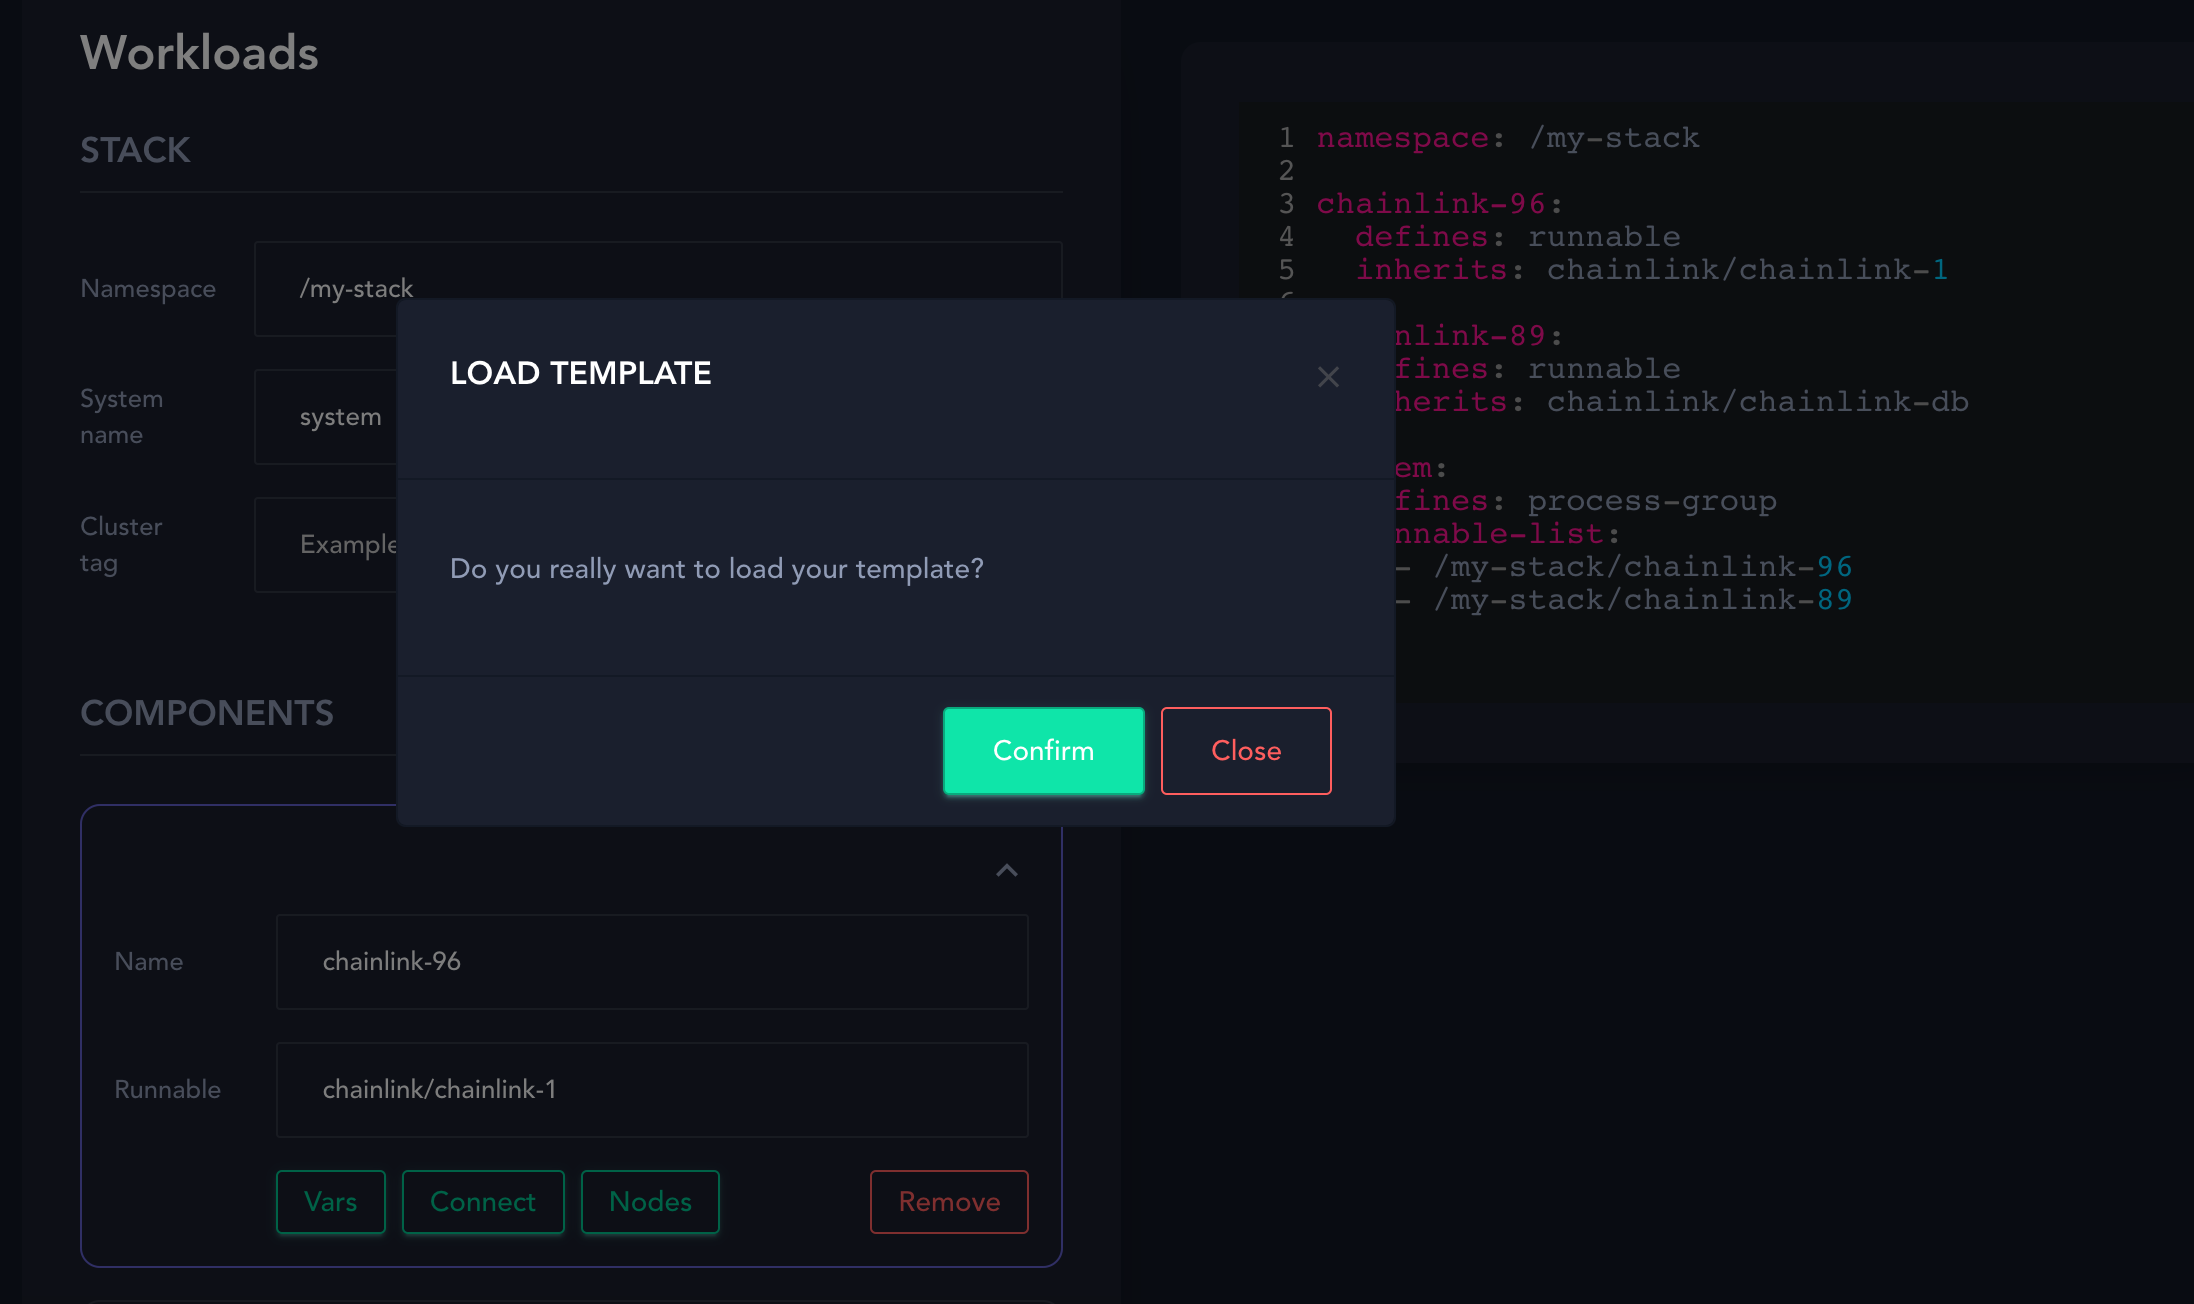 Workloads
STACK
Namespace
/my-stack
System
name
system
Cluster
tag
Example
COMPONENTS
Name
chainlink-96
Runnable
chainlink/chainlink-1
Vars
Connect
Nodes
Remove
LOAD TEMPLATE
Do you really want to load your template?
Confirm
Close
1 namespace: /my-stack
2
3 chainlink-96:
4 defines: runnable
5 inherits: chainlink/chainlink-1
nlink-89:
fines: runnable
herits: chainlink/chainlink-db
em:
fines: process-group
nnable-list:
- /my-stack/chainlink-96
- /my-stack/chainlink-89